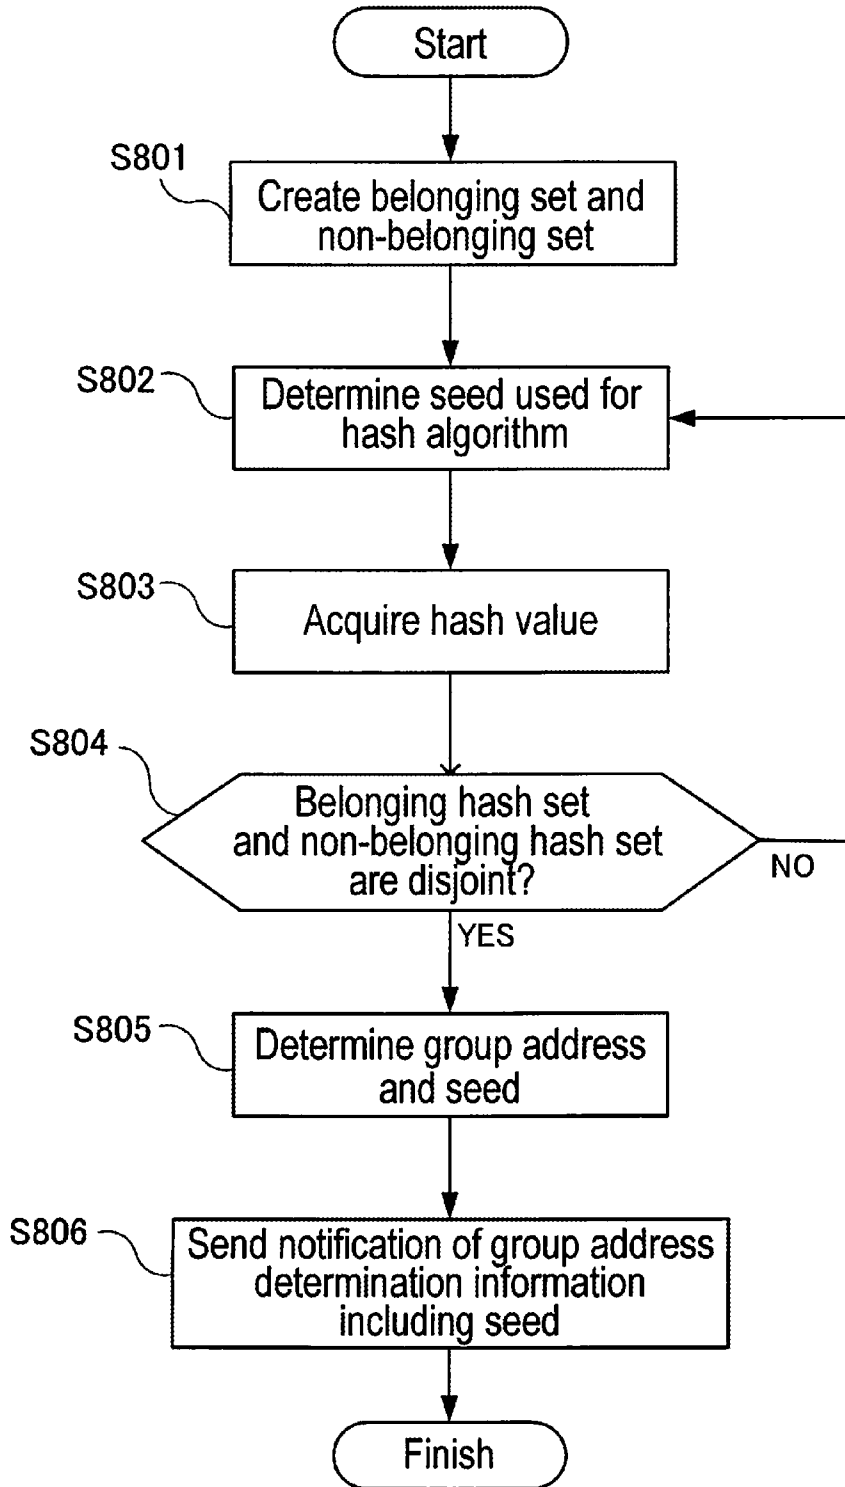 Start
S801
Create belonging set and
non-belonging set
S802
Determine seed used for
hash algorithm
S803
Acquire hash value
S804
Belonging hash set
and non-belonging hash set
are disjoint?
NO
YES
S805
Determine group address
and seed
S806
Send notification of group address
determination information
including seed
Finish